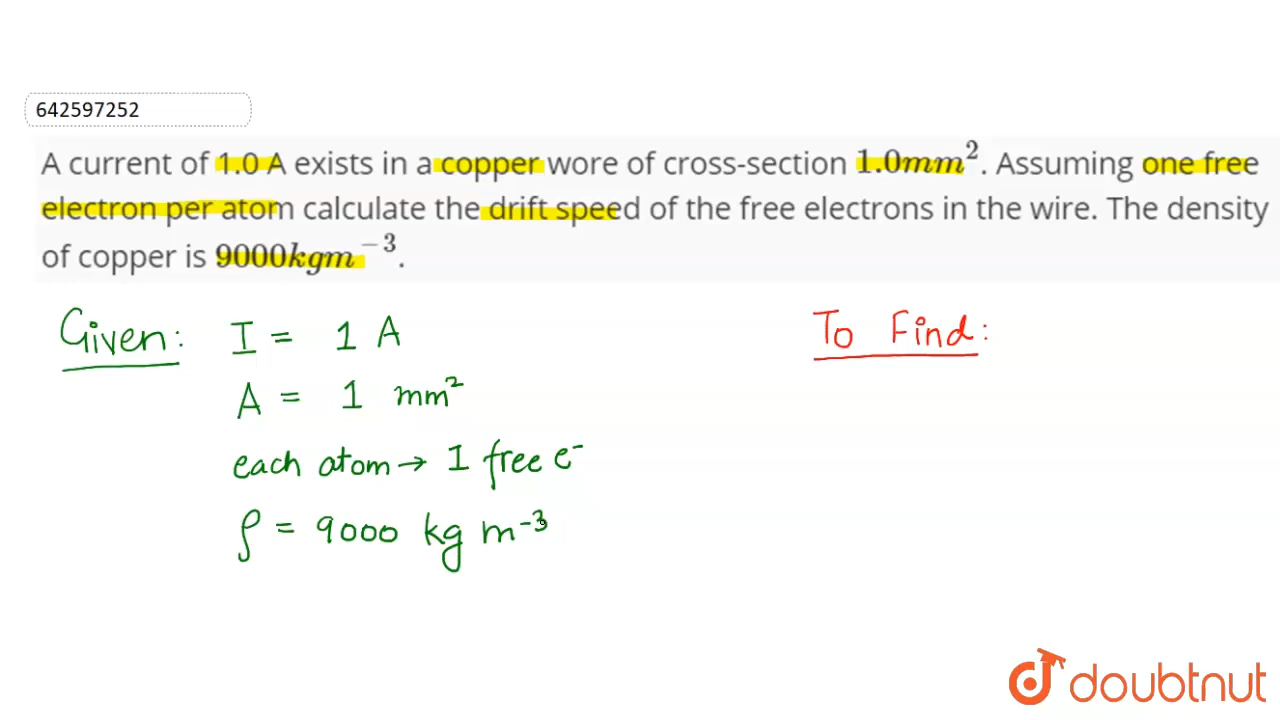 642597252
A current of 1.0 A exists in a copper wore of cross-section 1.0mm². Assuming one free
electron per atom calculate the drift speed of the free electrons in the wire. The density
of copper is 9000kgm⁻³.
Given: I = 1 A
To Find:
A = 1 mm²
each atom → 1 free e⁻
ρ = 9000 kg m⁻³
doubtnut